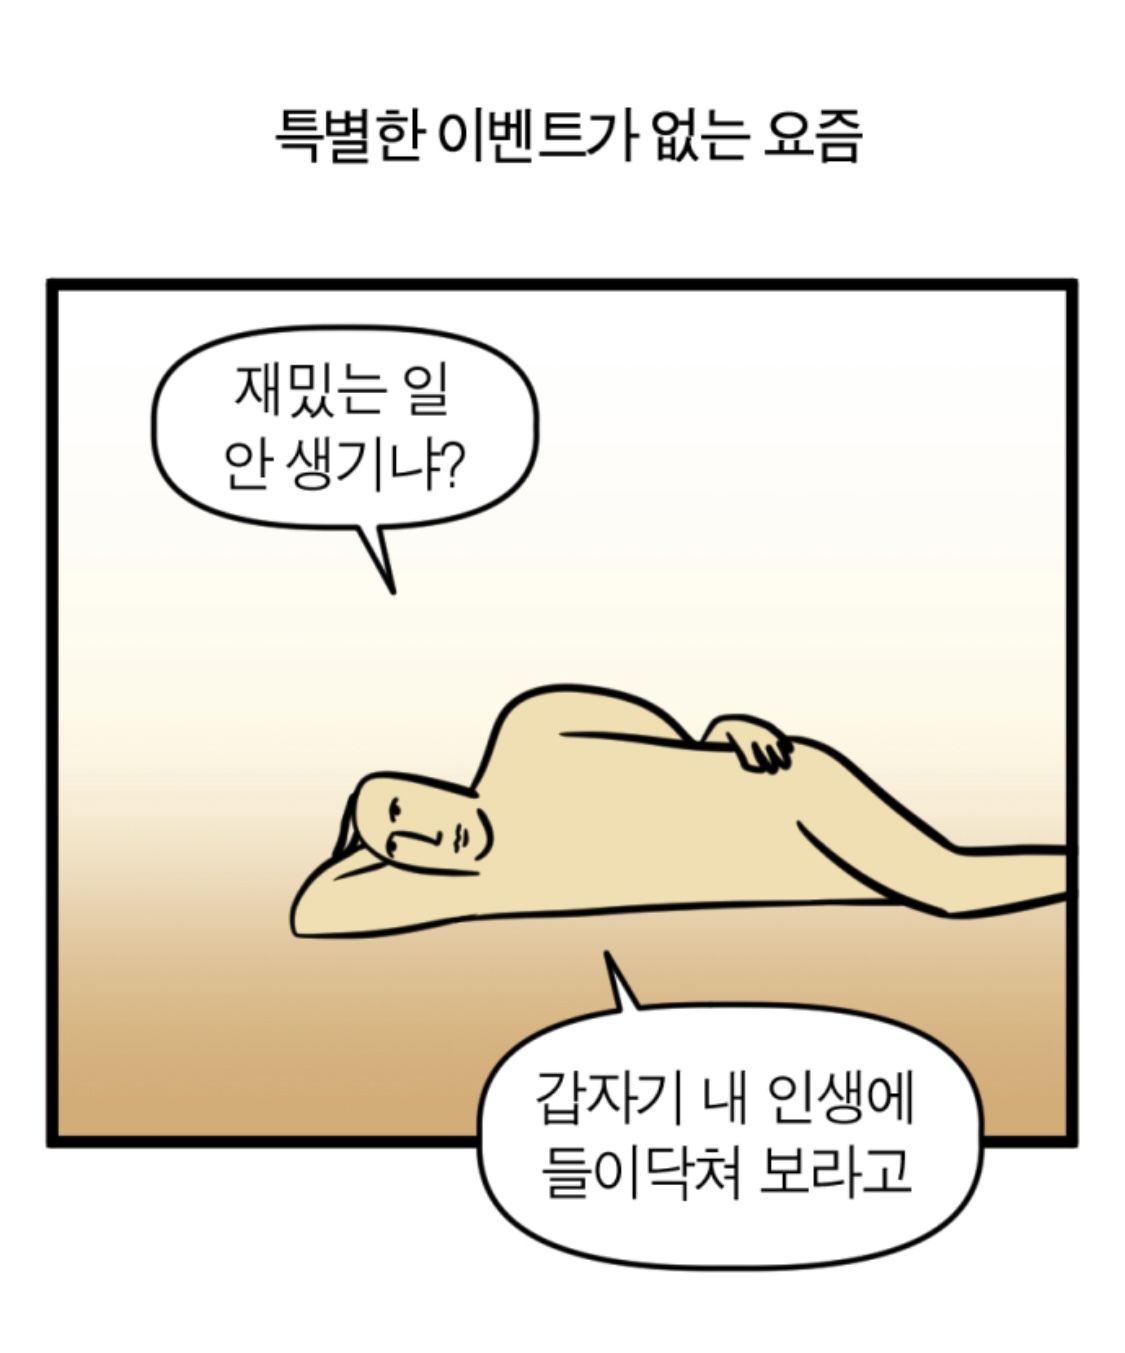 특별한 이벤트가 없는 요즘
재밌는 일
안 생기냐?
갑자기 내 인생에
들이닥쳐 보라고